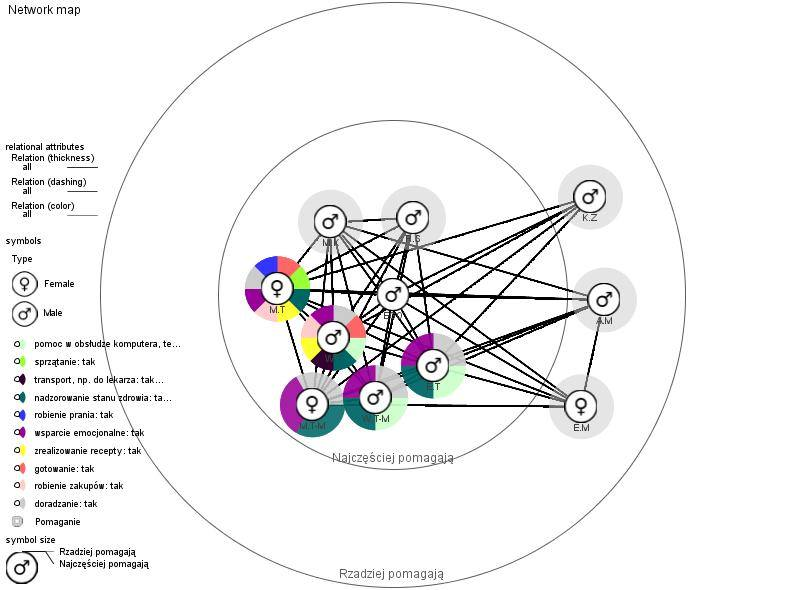 Network map
relational attributes
Relation (thickness)
all
Relation (dashing)
all
Relation (color)
all
symbols
Type
Female
Male
pomoc w obsłudze komputera, te...
sprzątanie: tak
transport, np. do lekarza: tak...
nadzorowanie stanu zdrowia: ta...
robienie prania: tak
wsparcie emocjonalne: tak
zrealizowanie recepty: tak
gotowanie: tak
robienie zakupów: tak
doradzanie: tak
Pomaganie
symbol size
Rzadziej pomagają
Najczęściej pomagają
K.Z
M.T
A.M
M.T-M
W.T-M
E.M
Najczęściej pomagają
Rzadziej pomagają